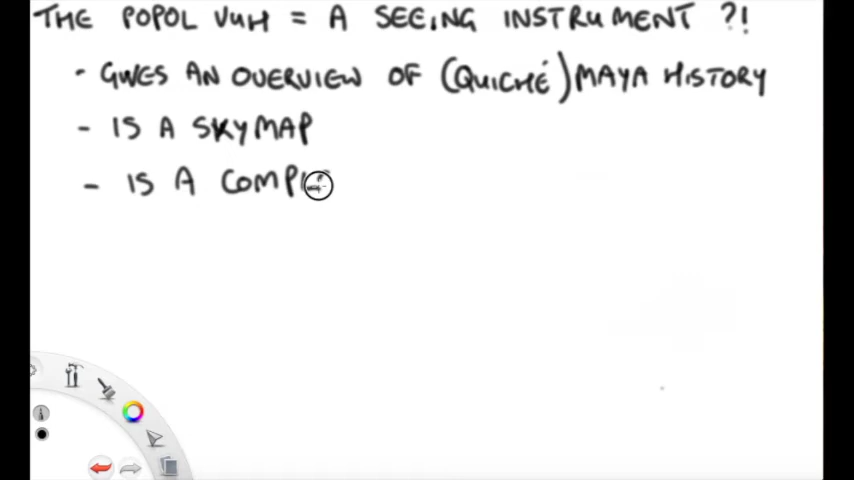 THE POPOL VUH = A SEEING INSTRUMENT ?!
- GIVES AN OVERVIEW OF (QUICHÉ) MAYA HISTORY
- IS A SKYMAP
- IS A COMP